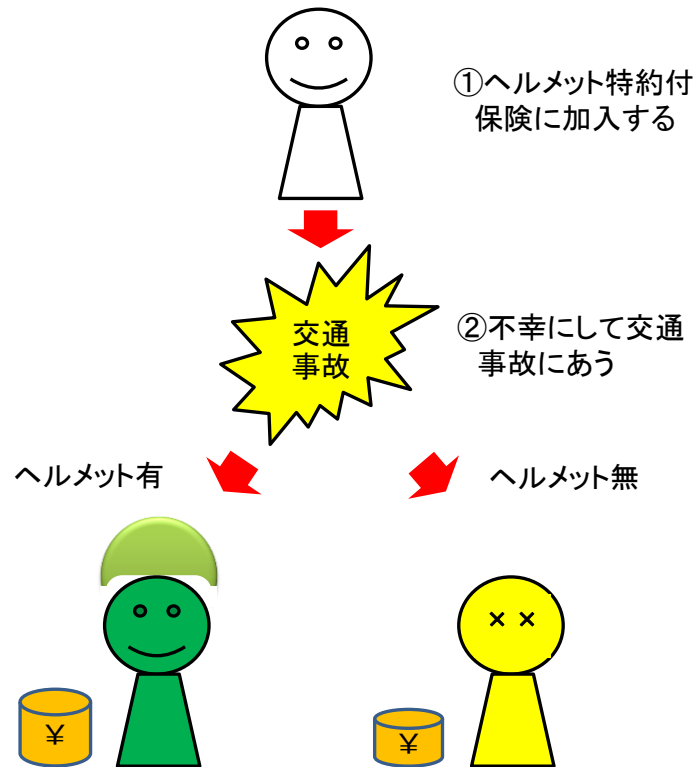 ①ヘルメット特約付
保険に加入する
交通
事故
②不幸にして交通
事故にあう
ヘルメット有
ヘルメット無
¥
¥